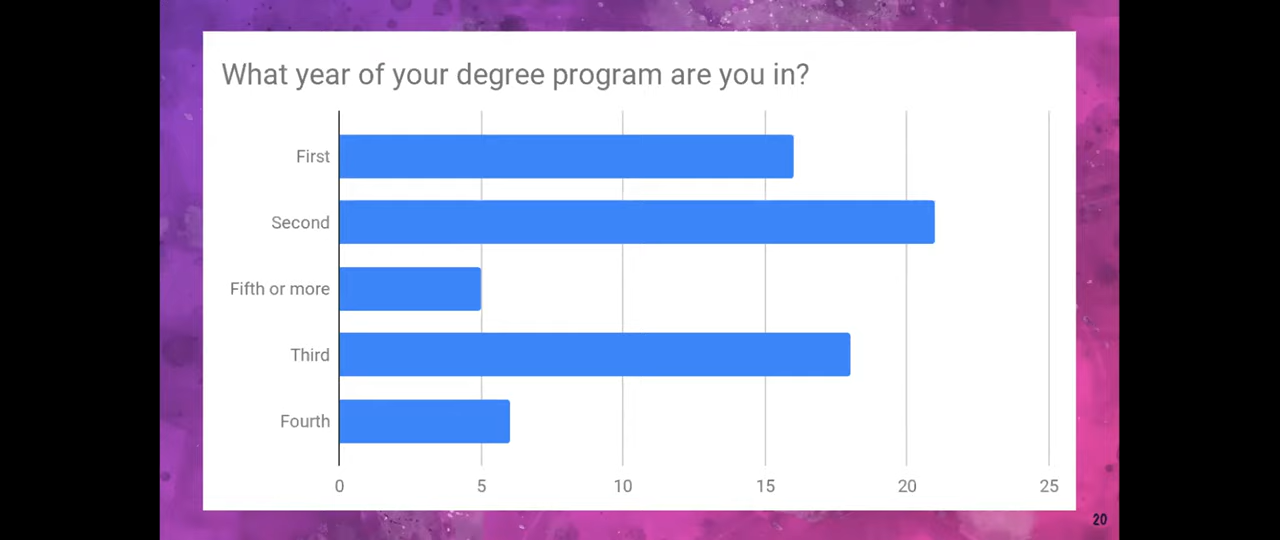 What year of your degree program are you in?
First
Second
Fifth or more
Third
Fourth
0 5 10 15 20 25
20